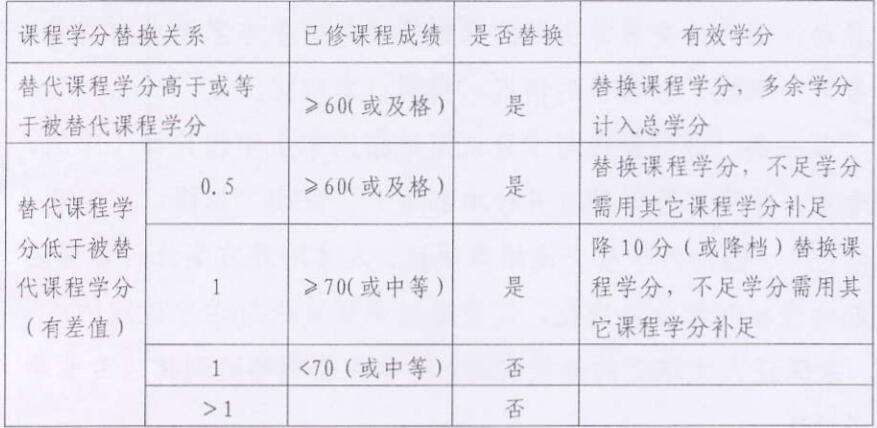 课程学分替换关系 已修课程成绩 是否替换 有效学分
替代课程学分高于或等
于被替代课程学分
≥60(或及格)
是
替换课程学分，多余学分
计入总学分
替代课程学
分低于被替
代课程学分
(有差值)
0.5
≥60(或及格)
是
替换课程学分，不足学分
需用其它课程学分补足
1
≥70(或中等)
是
降10分(或降档)替换课
程学分，不足学分需用其
它课程学分补足
1
<70(或中等)
否
>1
否